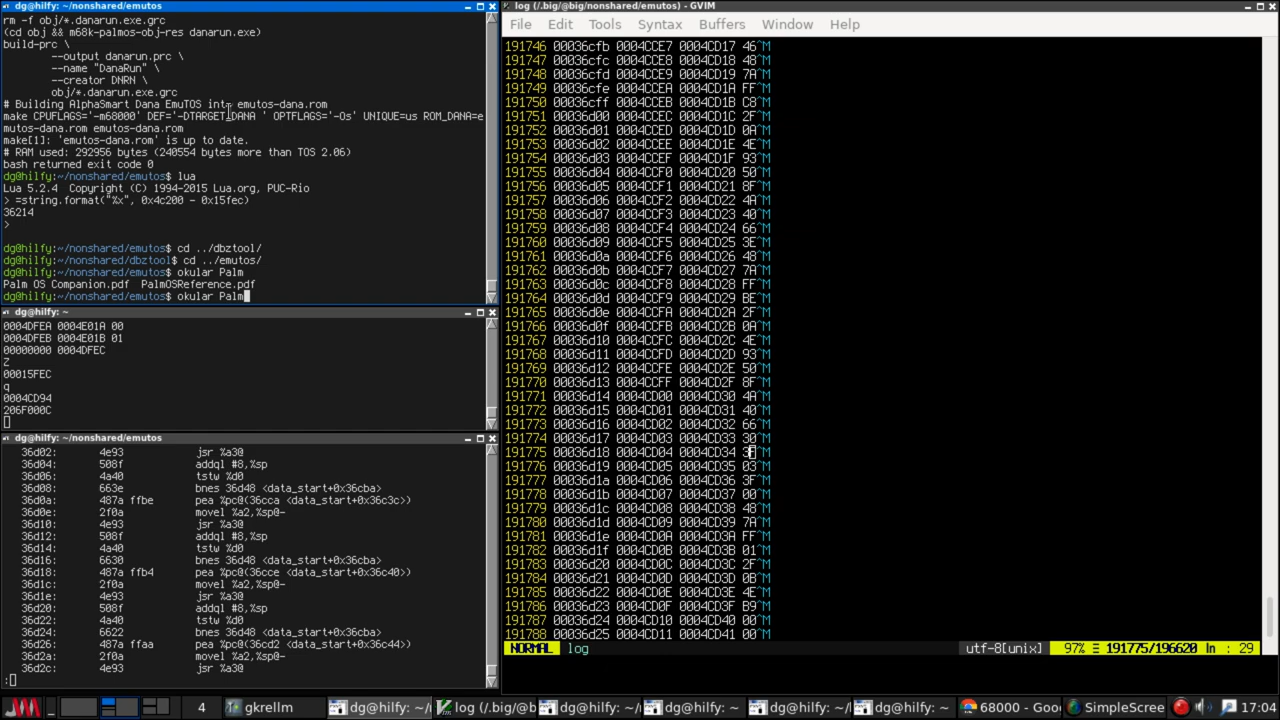 dg@hilfy: ~/nonshared/emutos
rm -f obj/*.danarun.exe.grc
(cd obj && m68k-palmos-obj-res danarun.exe)
build-prc \
--output danarun.prc \
--name "DanaRun" \
--creator DNRN \
obj/*.danarun.exe.grc
# Building AlphaSmart Dana EmuTOS into emutos-dana.rom
make CPUFLAGS='-m68000' DEF='-DTARGET_DANA ' OPTFLAGS='-Os' UNIQUE=us ROM_DANA=e
mutos-dana.rom emutos-dana.rom
make[1]: 'emutos-dana.rom' is up to date.
# RAM used: 292956 bytes (240554 bytes more than TOS 2.06)
bash returned exit code 0
dg@hilfy:~/nonshared/emutos$ lua
Lua 5.2.4  Copyright (C) 1994-2015 Lua.org, PUC-Rio
> =string.format("%x", 0x4c200 - 0x15fec)
36214
>
dg@hilfy:~/nonshared/emutos$ cd ../dbztool/
dg@hilfy:~/nonshared/dbztool$ cd ../emutos/
dg@hilfy:~/nonshared/emutos$ okular Palm
Palm OS Companion.pdf  PalmOSReference.pdf
dg@hilfy:~/nonshared/emutos$ okular Palm
dg@hilfy: ~
0004DFEA 0004E01A 00
0004DFEB 0004E01B 01
00000000 0004DFEC
Z
00015FEC
q
0004CD94
206F000C
dg@hilfy: ~/nonshared/emutos
36d02: 4e93 jsr %a3@
36d04: 508f addql #8,%sp
36d06: 4a40 tstw %d0
36d08: 663e bnes 36d48 <data_start+0x36cba>
36d0a: 487a ffbe pea %pc@(36cca <data_start+0x36c3c>)
36d0e: 2f0a movel %a2,%sp@-
36d10: 4e93 jsr %a3@
36d12: 508f addql #8,%sp
36d14: 4a40 tstw %d0
36d16: 6630 bnes 36d48 <data_start+0x36cba>
36d18: 487a ffb4 pea %pc@(36cce <data_start+0x36c40>)
36d1c: 2f0a movel %a2,%sp@-
36d1e: 4e93 jsr %a3@
36d20: 508f addql #8,%sp
36d22: 4a40 tstw %d0
36d24: 6622 bnes 36d48 <data_start+0x36cba>
36d26: 487a ffaa pea %pc@(36cd2 <data_start+0x36c44>)
36d2a: 2f0a movel %a2,%sp@-
36d2c: 4e93 jsr %a3@
:
log (/.big/@big/nonshared/emutos) - GVIM
File Edit Tools Syntax Buffers Window Help
191746 00036cfb 0004CCE7 0004CD17 46^M
191747 00036cfc 0004CCE8 0004CD18 48^M
191748 00036cfd 0004CCE9 0004CD19 7A^M
191749 00036cfe 0004CCEA 0004CD1A FF^M
191750 00036cff 0004CCEB 0004CD1B C8^M
191751 00036d00 0004CCEC 0004CD1C 2F^M
191752 00036d01 0004CCED 0004CD1D 0A^M
191753 00036d02 0004CCEE 0004CD1E 4E^M
191754 00036d03 0004CCEF 0004CD1F 93^M
191755 00036d04 0004CCF0 0004CD20 50^M
191756 00036d05 0004CCF1 0004CD21 8F^M
191757 00036d06 0004CCF2 0004CD22 4A^M
191758 00036d07 0004CCF3 0004CD23 40^M
191759 00036d08 0004CCF4 0004CD24 66^M
191760 00036d09 0004CCF5 0004CD25 3E^M
191761 00036d0a 0004CCF6 0004CD26 48^M
191762 00036d0b 0004CCF7 0004CD27 7A^M
191763 00036d0c 0004CCF8 0004CD28 FF^M
191764 00036d0d 0004CCF9 0004CD29 BE^M
191765 00036d0e 0004CCFA 0004CD2A 2F^M
191766 00036d0f 0004CCFB 0004CD2B 0A^M
191767 00036d10 0004CCFC 0004CD2C 4E^M
191768 00036d11 0004CCFD 0004CD2D 93^M
191769 00036d12 0004CCFE 0004CD2E 50^M
191770 00036d13 0004CCFF 0004CD2F 8F^M
191771 00036d14 0004CD00 0004CD30 4A^M
191772 00036d15 0004CD01 0004CD31 40^M
191773 00036d16 0004CD02 0004CD32 66^M
191774 00036d17 0004CD03 0004CD33 30^M
191775 00036d18 0004CD04 0004CD34 3F^M
191776 00036d19 0004CD05 0004CD35 03^M
191777 00036d1a 0004CD06 0004CD36 3F^M
191778 00036d1b 0004CD07 0004CD37 00^M
191779 00036d1c 0004CD08 0004CD38 48^M
191780 00036d1d 0004CD09 0004CD39 7A^M
191781 00036d1e 0004CD0A 0004CD3A FF^M
191782 00036d1f 0004CD0B 0004CD3B 01^M
191783 00036d20 0004CD0C 0004CD3C 2F^M
191784 00036d21 0004CD0D 0004CD3D 0B^M
191785 00036d22 0004CD0E 0004CD3E 4E^M
191786 00036d23 0004CD0F 0004CD3F B9^M
191787 00036d24 0004CD10 0004CD40 00^M
191788 00036d25 0004CD11 0004CD41 00^M
NORMAL log utf-8[unix] 97% ☰ 191775/196620 ln : 29
4 gkrellm dg@hilfy: ~/ log (/.big/@b dg@hilfy: ~/ dg@hilfy: ~ dg@hilfy: ~/ dg@hilfy: ~ 68000 - Goo SimpleScree 17:04